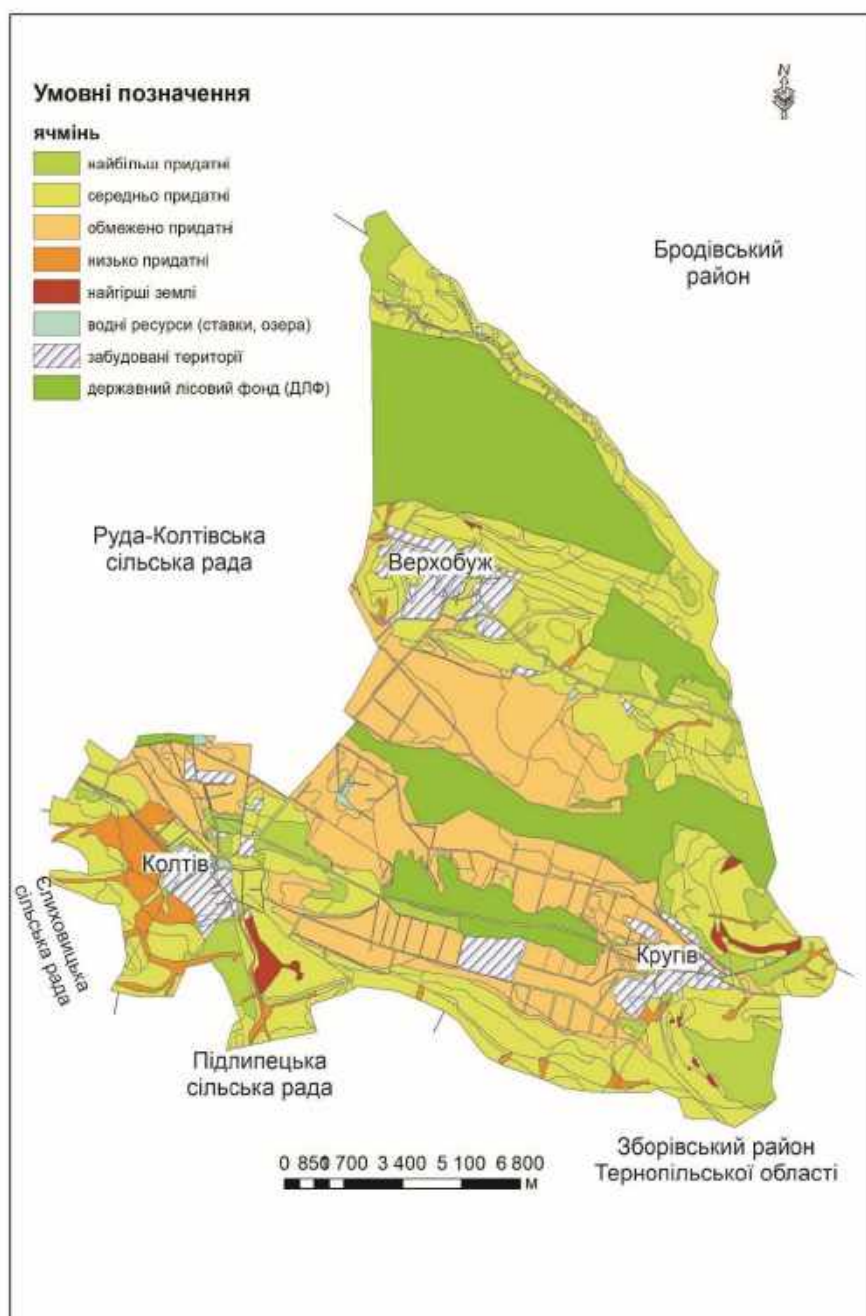 N
Умовні позначення
ячмінь
найбільш придатні
середньо придатні
обмежено придатні
низько придатні
найгірші землі
водні ресурси (ставки, озера)
забудовані території
державний лісовий фонд (ДЛФ)
Бродівський
район
Руда-Колтівська
сільська рада
Верхобуж
Колтів
Єлиховицька
сільська рада
Кругів
Підлипецька
сільська рада
Зборівський район
Тернопільської області
0 850 1 700 3 400 5 100 6 800
М